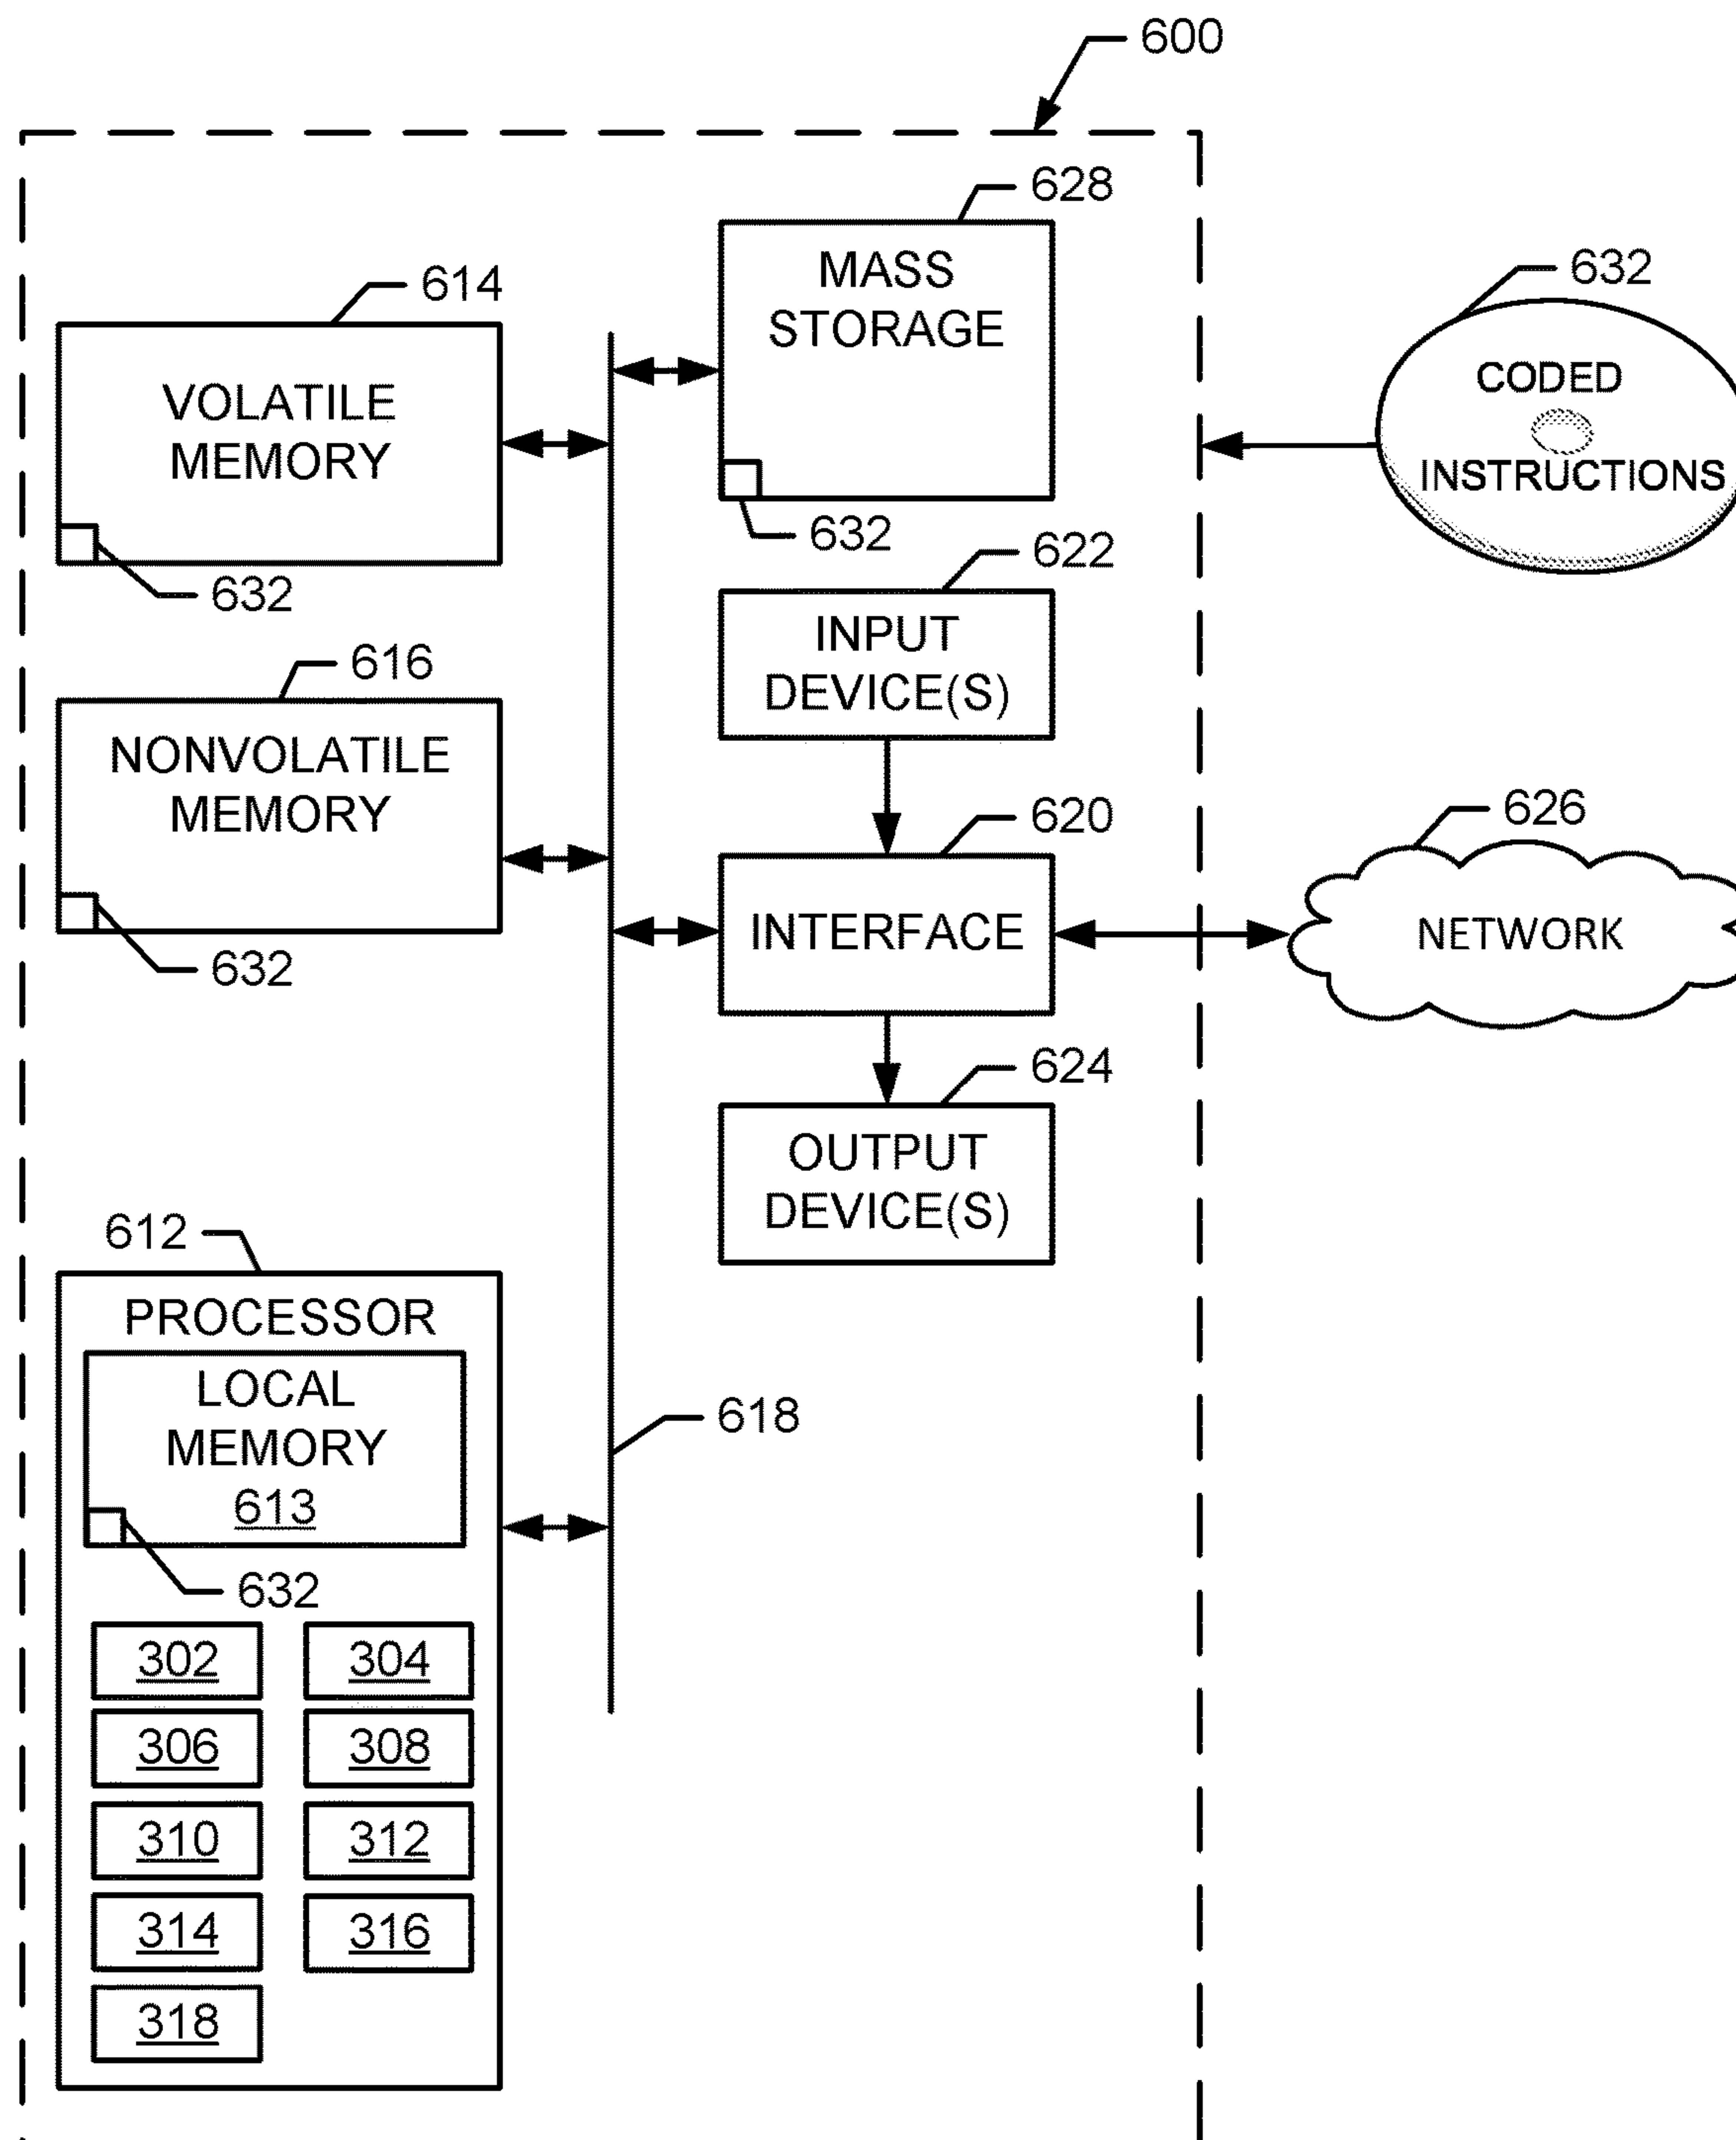 600
628
MASS
STORAGE
632
614
VOLATILE
MEMORY
632
632
CODED
INSTRUCTIONS
622
INPUT
DEVICE(S)
616
NONVOLATILE
MEMORY
632
620
INTERFACE
626
NETWORK
624
OUTPUT
DEVICE(S)
612
PROCESSOR
LOCAL
MEMORY
613
632
618
302 304
306 308
310 312
314 316
318